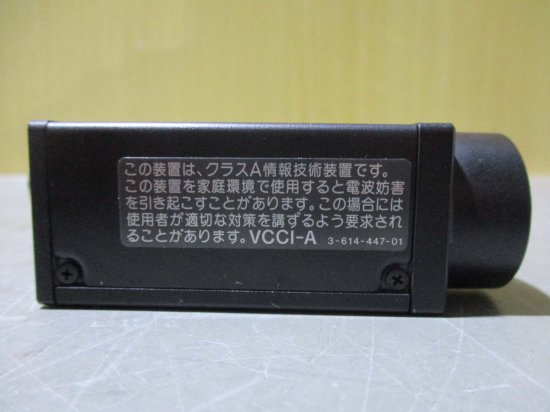 この装置は、クラスA情報技術装置です。
この装置を家庭環境で使用すると電波妨害
を引き起こすことがあります。この場合には
使用者が適切な対策を講ずるよう要求され
ることがあります。VCCI-A 3-614-447-01